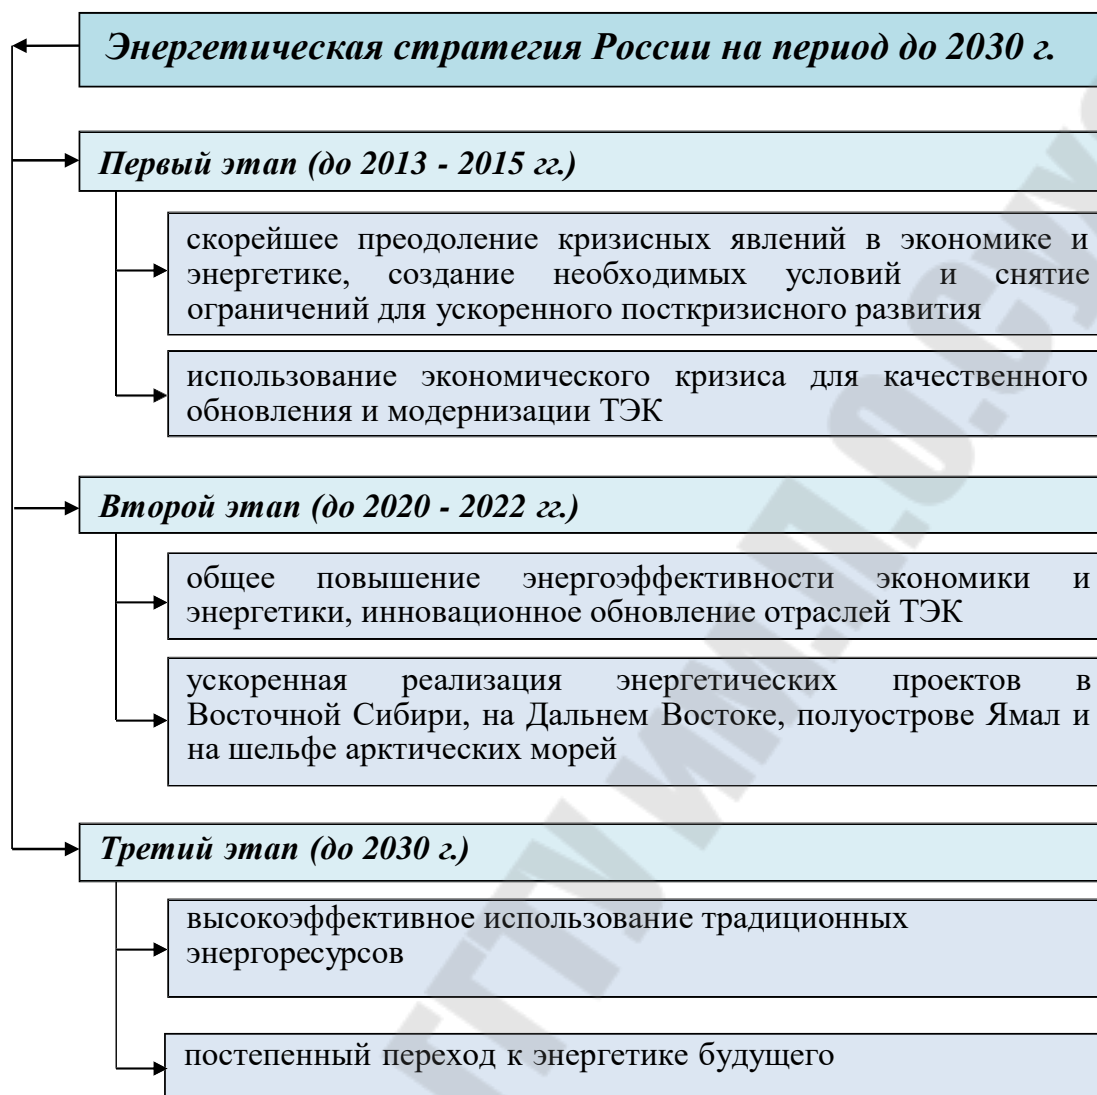 Энергетическая стратегия России на период до 2030 г.
Первый этап (до 2013 - 2015 гг.)
скорейшее преодоление кризисных явлений в экономике и
энергетике, создание необходимых условий и снятие
ограничений для ускоренного посткризисного развития
использование экономического кризиса для качественного
обновления и модернизации ТЭК
Второй этап (до 2020 - 2022 гг.)
общее повышение энергоэффективности экономики и
энергетики, инновационное обновление отраслей ТЭК
ускоренная реализация энергетических проектов в
Восточной Сибири, на Дальнем Востоке, полуострове Ямал и
на шельфе арктических морей
Третий этап (до 2030 г.)
высокоэффективное использование традиционных
энергоресурсов
постепенный переход к энергетике будущего
ГГТУ им. П.О.Сух